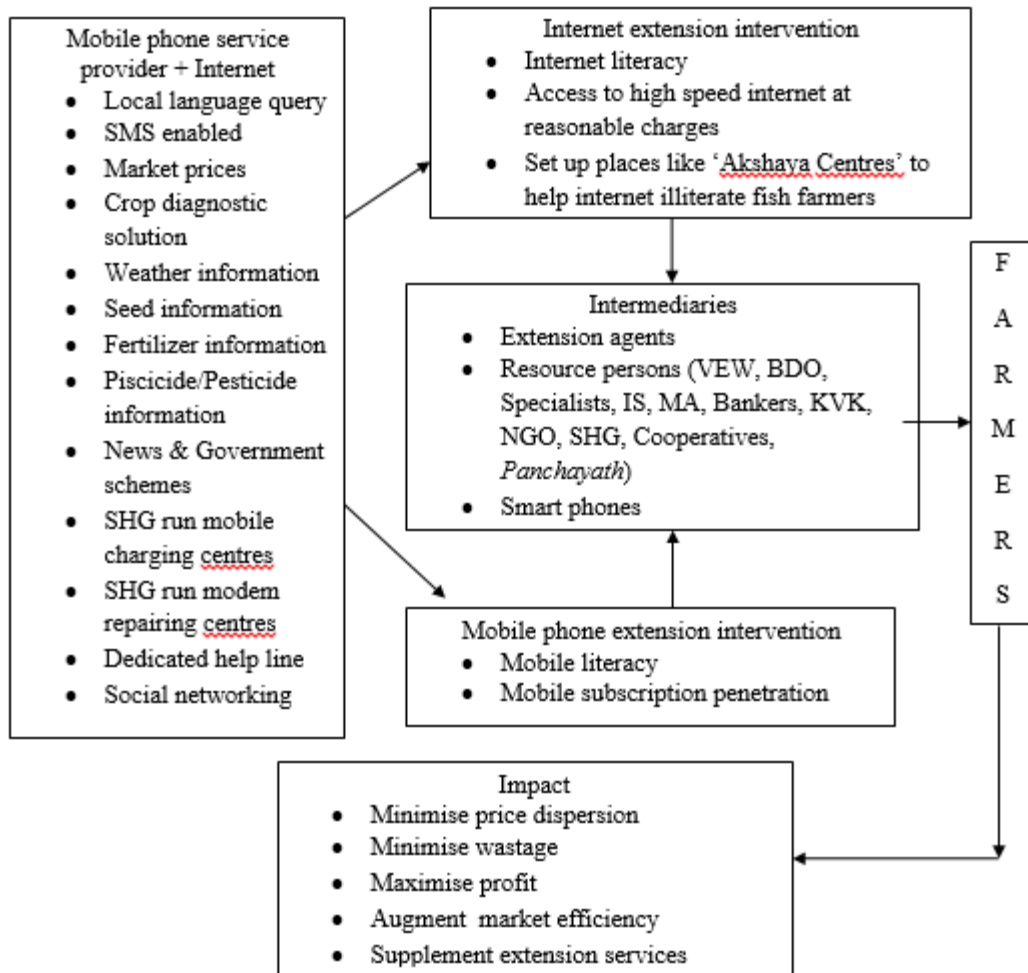 Mobile phone service
provider + Internet
● Local language query
● SMS enabled
● Market prices
● Crop diagnostic
solution
● Weather information
● Seed information
● Fertilizer information
● Piscicide/Pesticide
information
● News & Government
schemes
● SHG run mobile
charging centres
● SHG run modem
repairing centres
● Dedicated help line
● Social networking
Internet extension intervention
● Internet literacy
● Access to high speed internet at
reasonable charges
● Set up places like ‘Akshaya Centres’ to
help internet illiterate fish farmers
Intermediaries
● Extension agents
● Resource persons (VEW, BDO,
Specialists, IS, MA, Bankers, KVK,
NGO, SHG, Cooperatives,
Panchayath)
● Smart phones
Mobile phone extension intervention
● Mobile literacy
● Mobile subscription penetration
F
A
R
M
E
R
S
Impact
● Minimise price dispersion
● Minimise wastage
● Maximise profit
● Augment market efficiency
● Supplement extension services